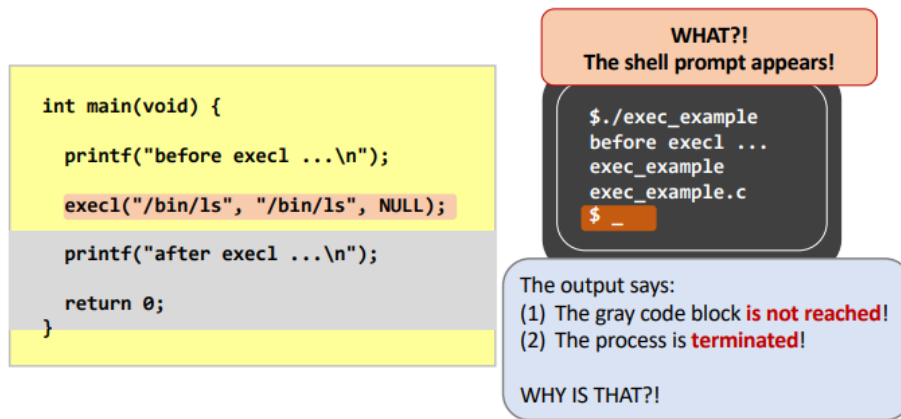 int main(void) {
printf("before execl ...\n");
execl("/bin/ls", "/bin/ls", NULL);
printf("after execl ...\n");
return 0;
}
WHAT?!
The shell prompt appears!
$./exec_example
before execl ...
exec_example
exec_example.c
$ _
The output says:
(1) The gray code block is not reached!
(2) The process is terminated!
WHY IS THAT?!